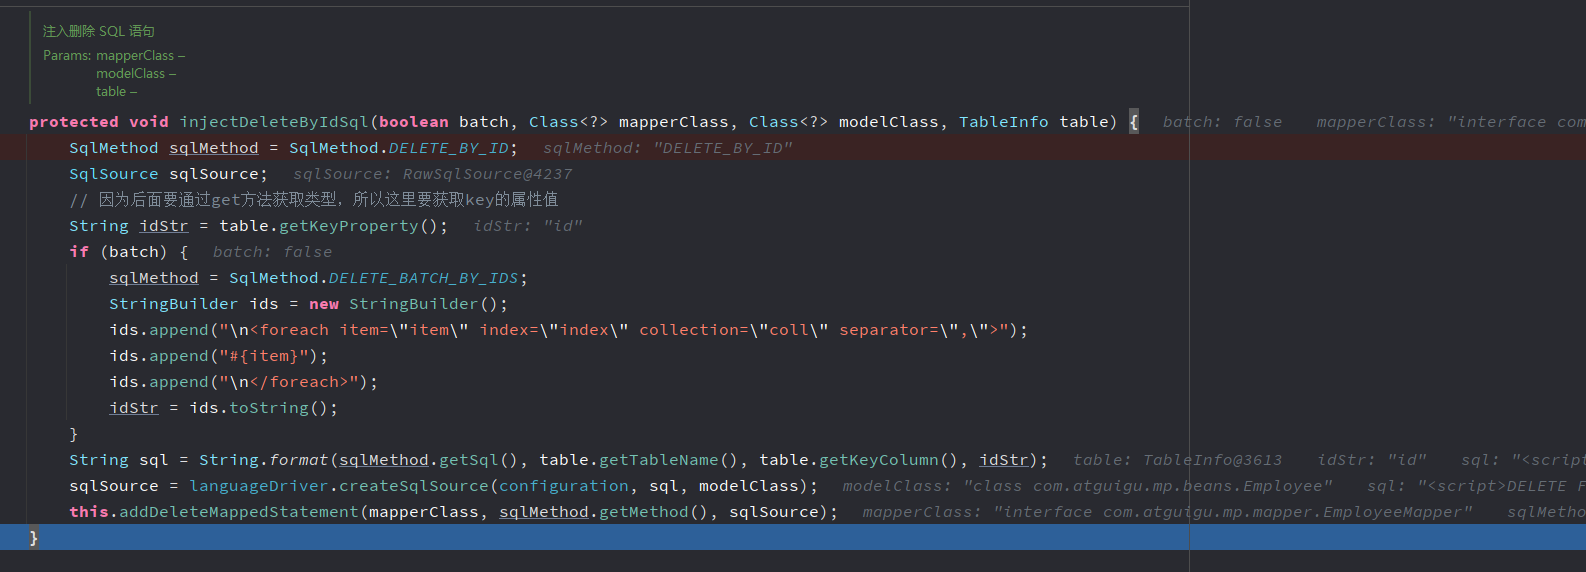 注入删除 SQL 语句
Params: mapperClass –
modelClass –
table –
protected void injectDeleteByIdSql(boolean batch, Class<?> mapperClass, Class<?> modelClass, TableInfo table) { batch: false mapperClass: "interface com
SqlMethod sqlMethod = SqlMethod.DELETE_BY_ID; sqlMethod: "DELETE_BY_ID"
SqlSource sqlSource; sqlSource: RawSqlSource@4237
// 因为后面要通过get方法获取类型，所以这里要获取key的属性值
String idStr = table.getKeyProperty(); idStr: "id"
if (batch) { batch: false
sqlMethod = SqlMethod.DELETE_BATCH_BY_IDS;
StringBuilder ids = new StringBuilder();
ids.append("\n<foreach item=\"item\" index=\"index\" collection=\"coll\" separator=\",\">");
ids.append("#{item}");
ids.append("\n</foreach>");
idStr = ids.toString();
}
String sql = String.format(sqlMethod.getSql(), table.getTableName(), table.getKeyColumn(), idStr); table: TableInfo@3613 idStr: "id" sql: "<script
sqlSource = languageDriver.createSqlSource(configuration, sql, modelClass); modelClass: "class com.atguigu.mp.beans.Employee" sql: "<script>DELETE F
this.addDeleteMappedStatement(mapperClass, sqlMethod.getMethod(), sqlSource); mapperClass: "interface com.atguigu.mp.mapper.EmployeeMapper" sqlMetho
}